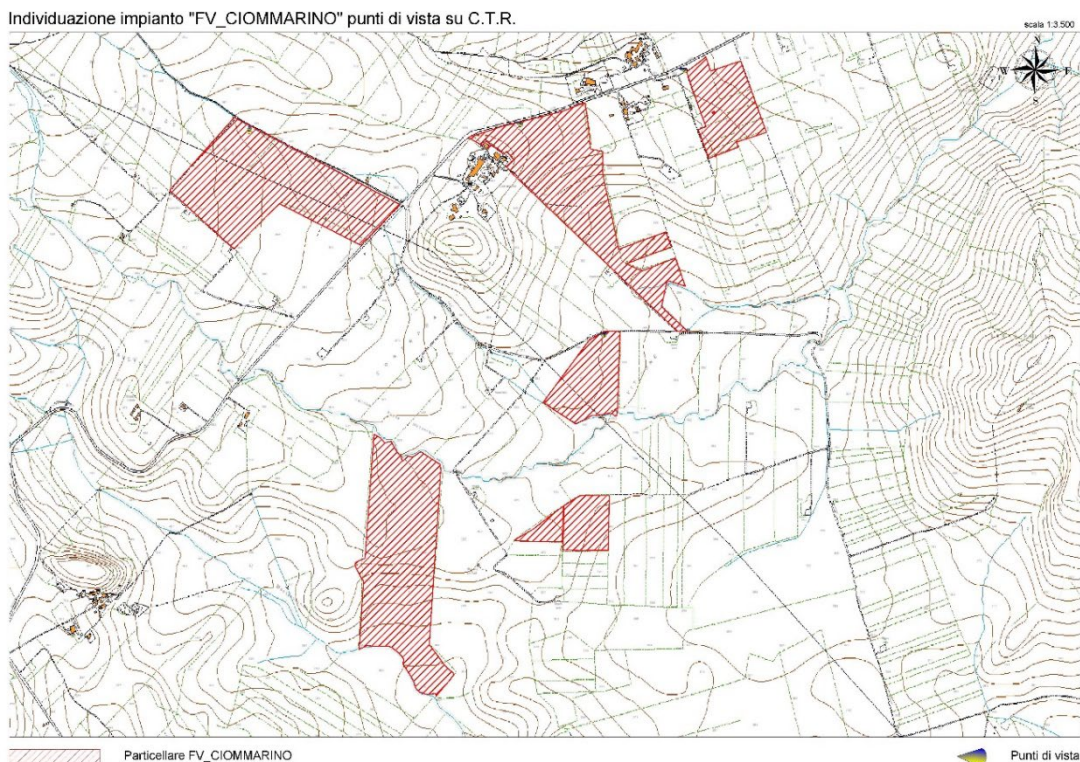 Individuazione impianto "FV_CIOMMARINO" punti di vista su C.T.R.
scala 1:3.500
N
W
E
S
Particellare FV_CIOMMARINO
Punti di vista